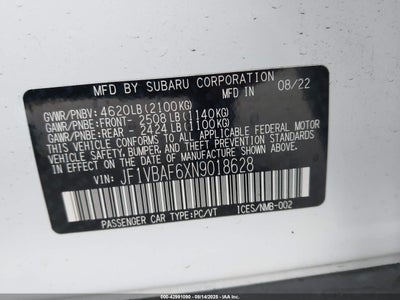 MFD BY SUBARU CORPORATION
IN 08/22
GVWR/PNBV: 4620LB(2100KG)
GAWR/PNBE:FRONT- 2508LB(1140KG)
GAWR/PNBE:REAR - 2424LB(1100KG)
THIS VEHICLE CONFORMS TO ALL APPLICABLE FEDERAL MOTOR
VEHICLE SAFETY, BUMPER, AND THEFT PREVENTION
STANDARDS IN EFFECT ON THE DATE OF MANUFACTURE
SHOWN ABOVE.
VIN: JF1VBAF6XN9018628
PASSENGER CAR TYPE:PC/VT ICES/NMB-002
000-42991090 - 08/14/2025 - IAAI.COM